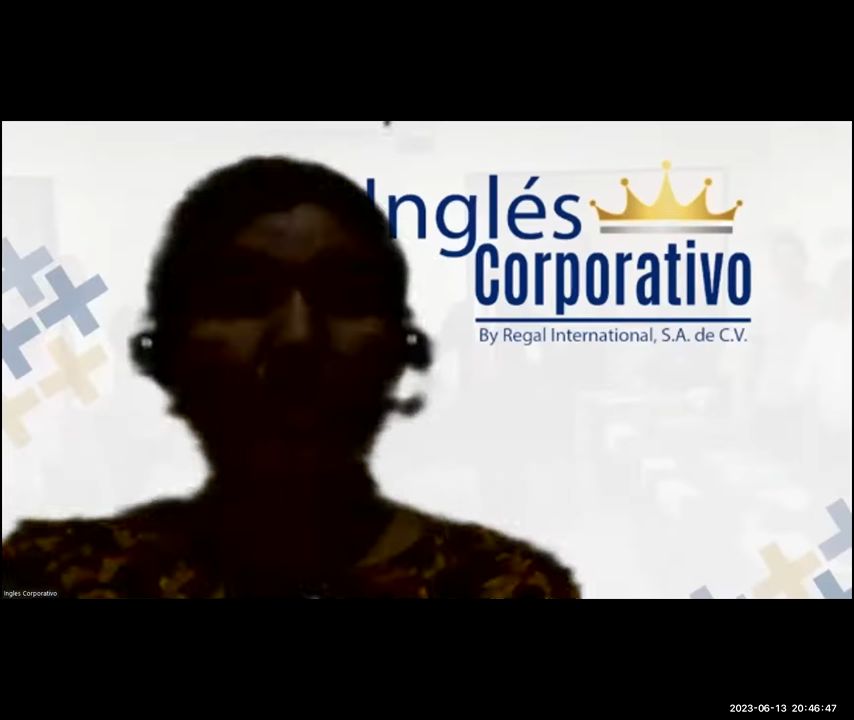 Inglés
Corporativo
By Regal International, S.A. de C.V.
Ingles Corporativo
2023-06-13 20:46:47